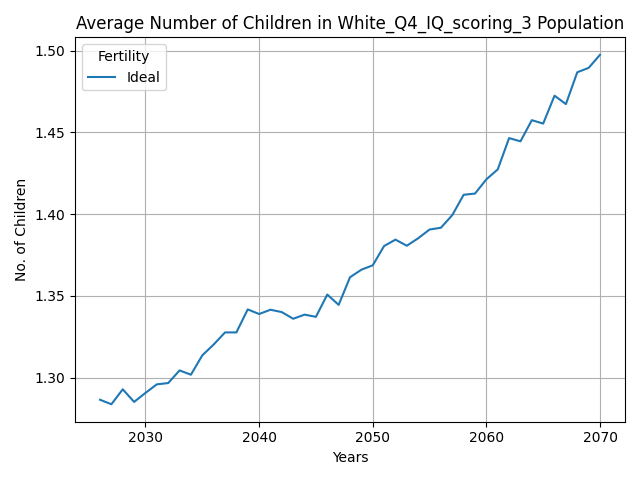 Average Number of Children in White_Q4_IQ_scoring_3 Population
Fertility
Ideal
No. of Children
1.50
1.45
1.40
1.35
1.30
2030 2040 2050 2060 2070
Years